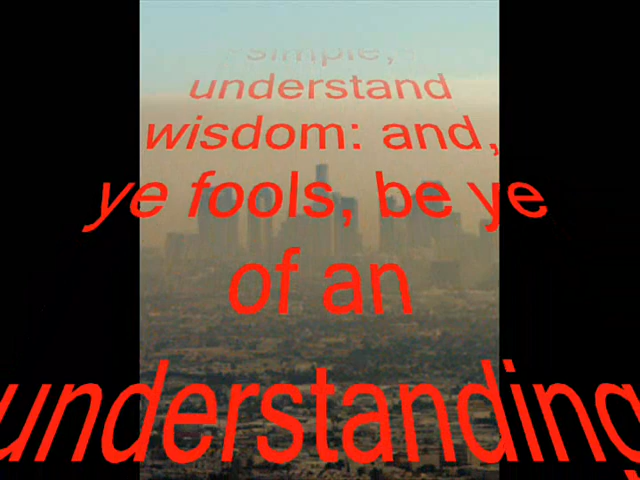 simple,
understand
wisdom: and,
ye fools, be ye
of an
understanding